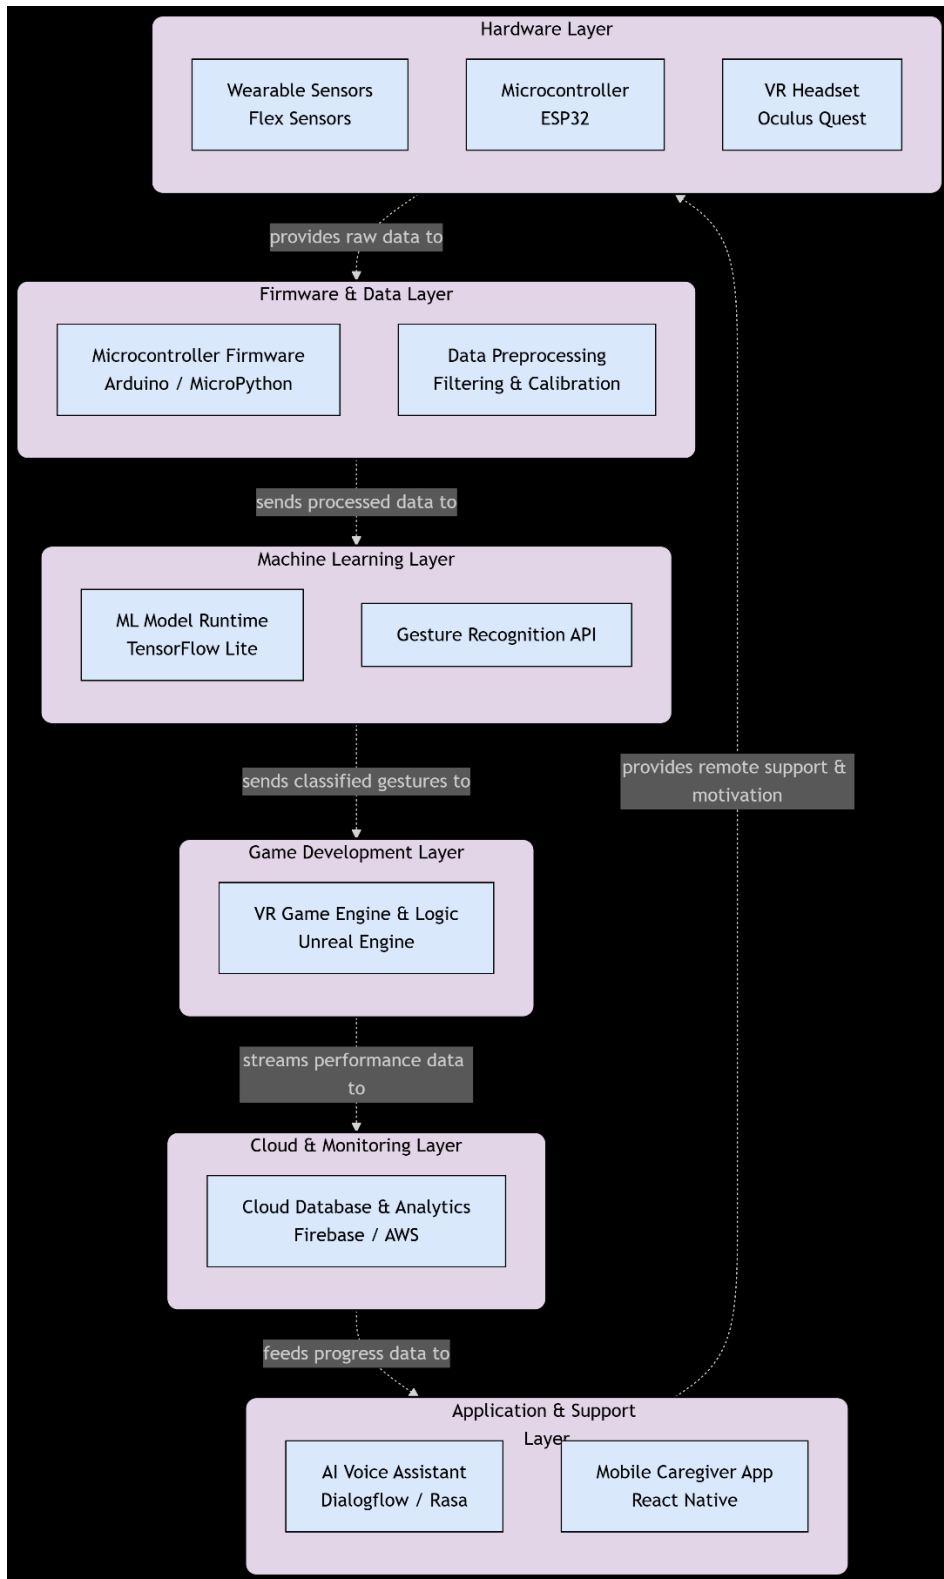 Hardware Layer
Wearable Sensors
Flex Sensors
Microcontroller
ESP32
VR Headset
Oculus Quest
provides raw data to
Firmware & Data Layer
Microcontroller Firmware
Arduino / MicroPython
Data Preprocessing
Filtering & Calibration
sends processed data to
Machine Learning Layer
ML Model Runtime
TensorFlow Lite
Gesture Recognition API
sends classified gestures to
provides remote support &
motivation
Game Development Layer
VR Game Engine & Logic
Unreal Engine
streams performance data
to
Cloud & Monitoring Layer
Cloud Database & Analytics
Firebase / AWS
feeds progress data to
Application & Support
Layer
AI Voice Assistant
Dialogflow / Rasa
Mobile Caregiver App
React Native